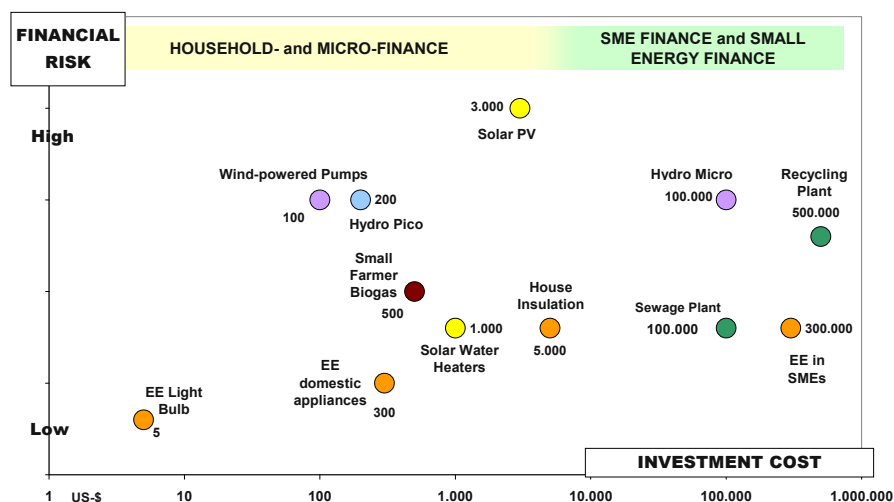 FINANCIAL
RISK
HOUSEHOLD- and MICRO-FINANCE
SME FINANCE and SMALL
ENERGY FINANCE
High
3.000
Solar PV
Wind-powered Pumps
100
200
Hydro Pico
Hydro Micro
100.000
Recycling
Plant
500.000
Small
Farmer
Biogas
500
1.000
Solar Water
Heaters
House
Insulation
5.000
Sewage Plant
100.000
300.000
EE in
SMEs
EE
domestic
appliances
300
EE Light
Bulb
5
Low
INVESTMENT COST
1 US-$ 10 100 1.000 10.000 100.000 1.0000.00